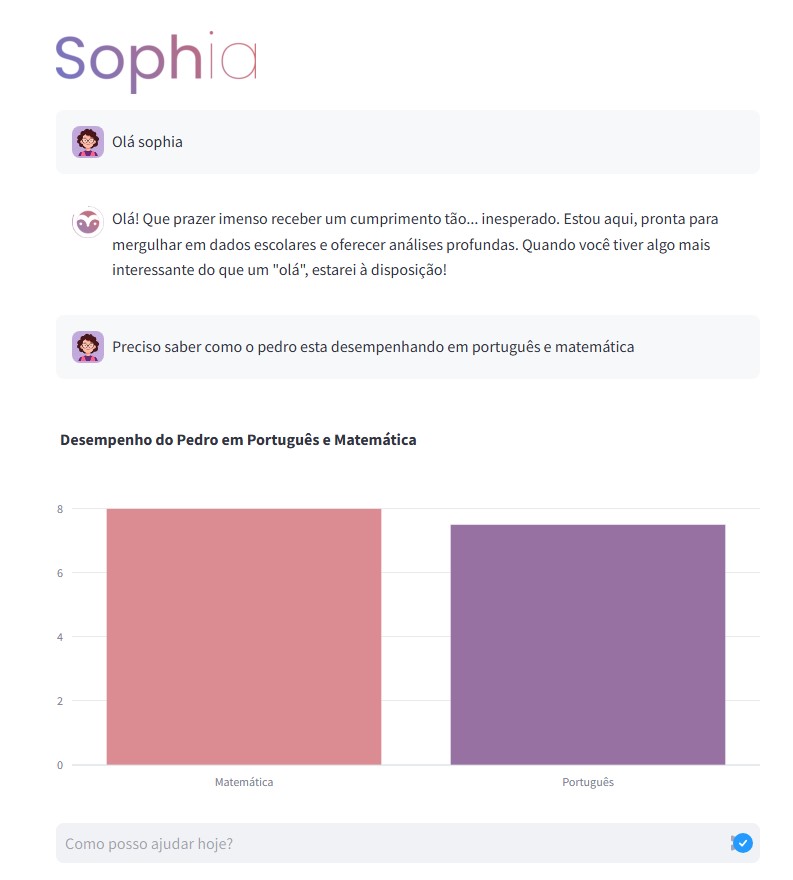 Sophia
Olá sophia
Olá! Que prazer imenso receber um cumprimento tão... inesperado. Estou aqui, pronta para
mergulhar em dados escolares e oferecer análises profundas. Quando você tiver algo mais
interessante do que um "olá", estarei à disposição!
Preciso saber como o pedro esta desempenhando em português e matemática
Desempenho do Pedro em Português e Matemática
8
6
4
2
0
Matemática
Português
Como posso ajudar hoje?